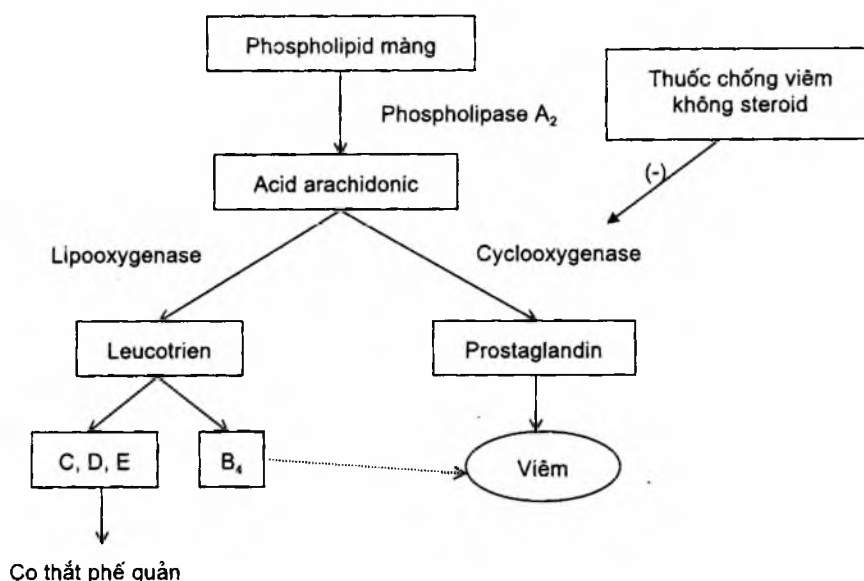 Phospholipid màng
Thuốc chống viêm
không steroid
Phospholipase A₂
(-)
Acid arachidonic
Lipooxygenase
Cyclooxygenase
Leucotrien
Prostaglandin
C, D, E
B₄
Viêm
Co thắt phế quản